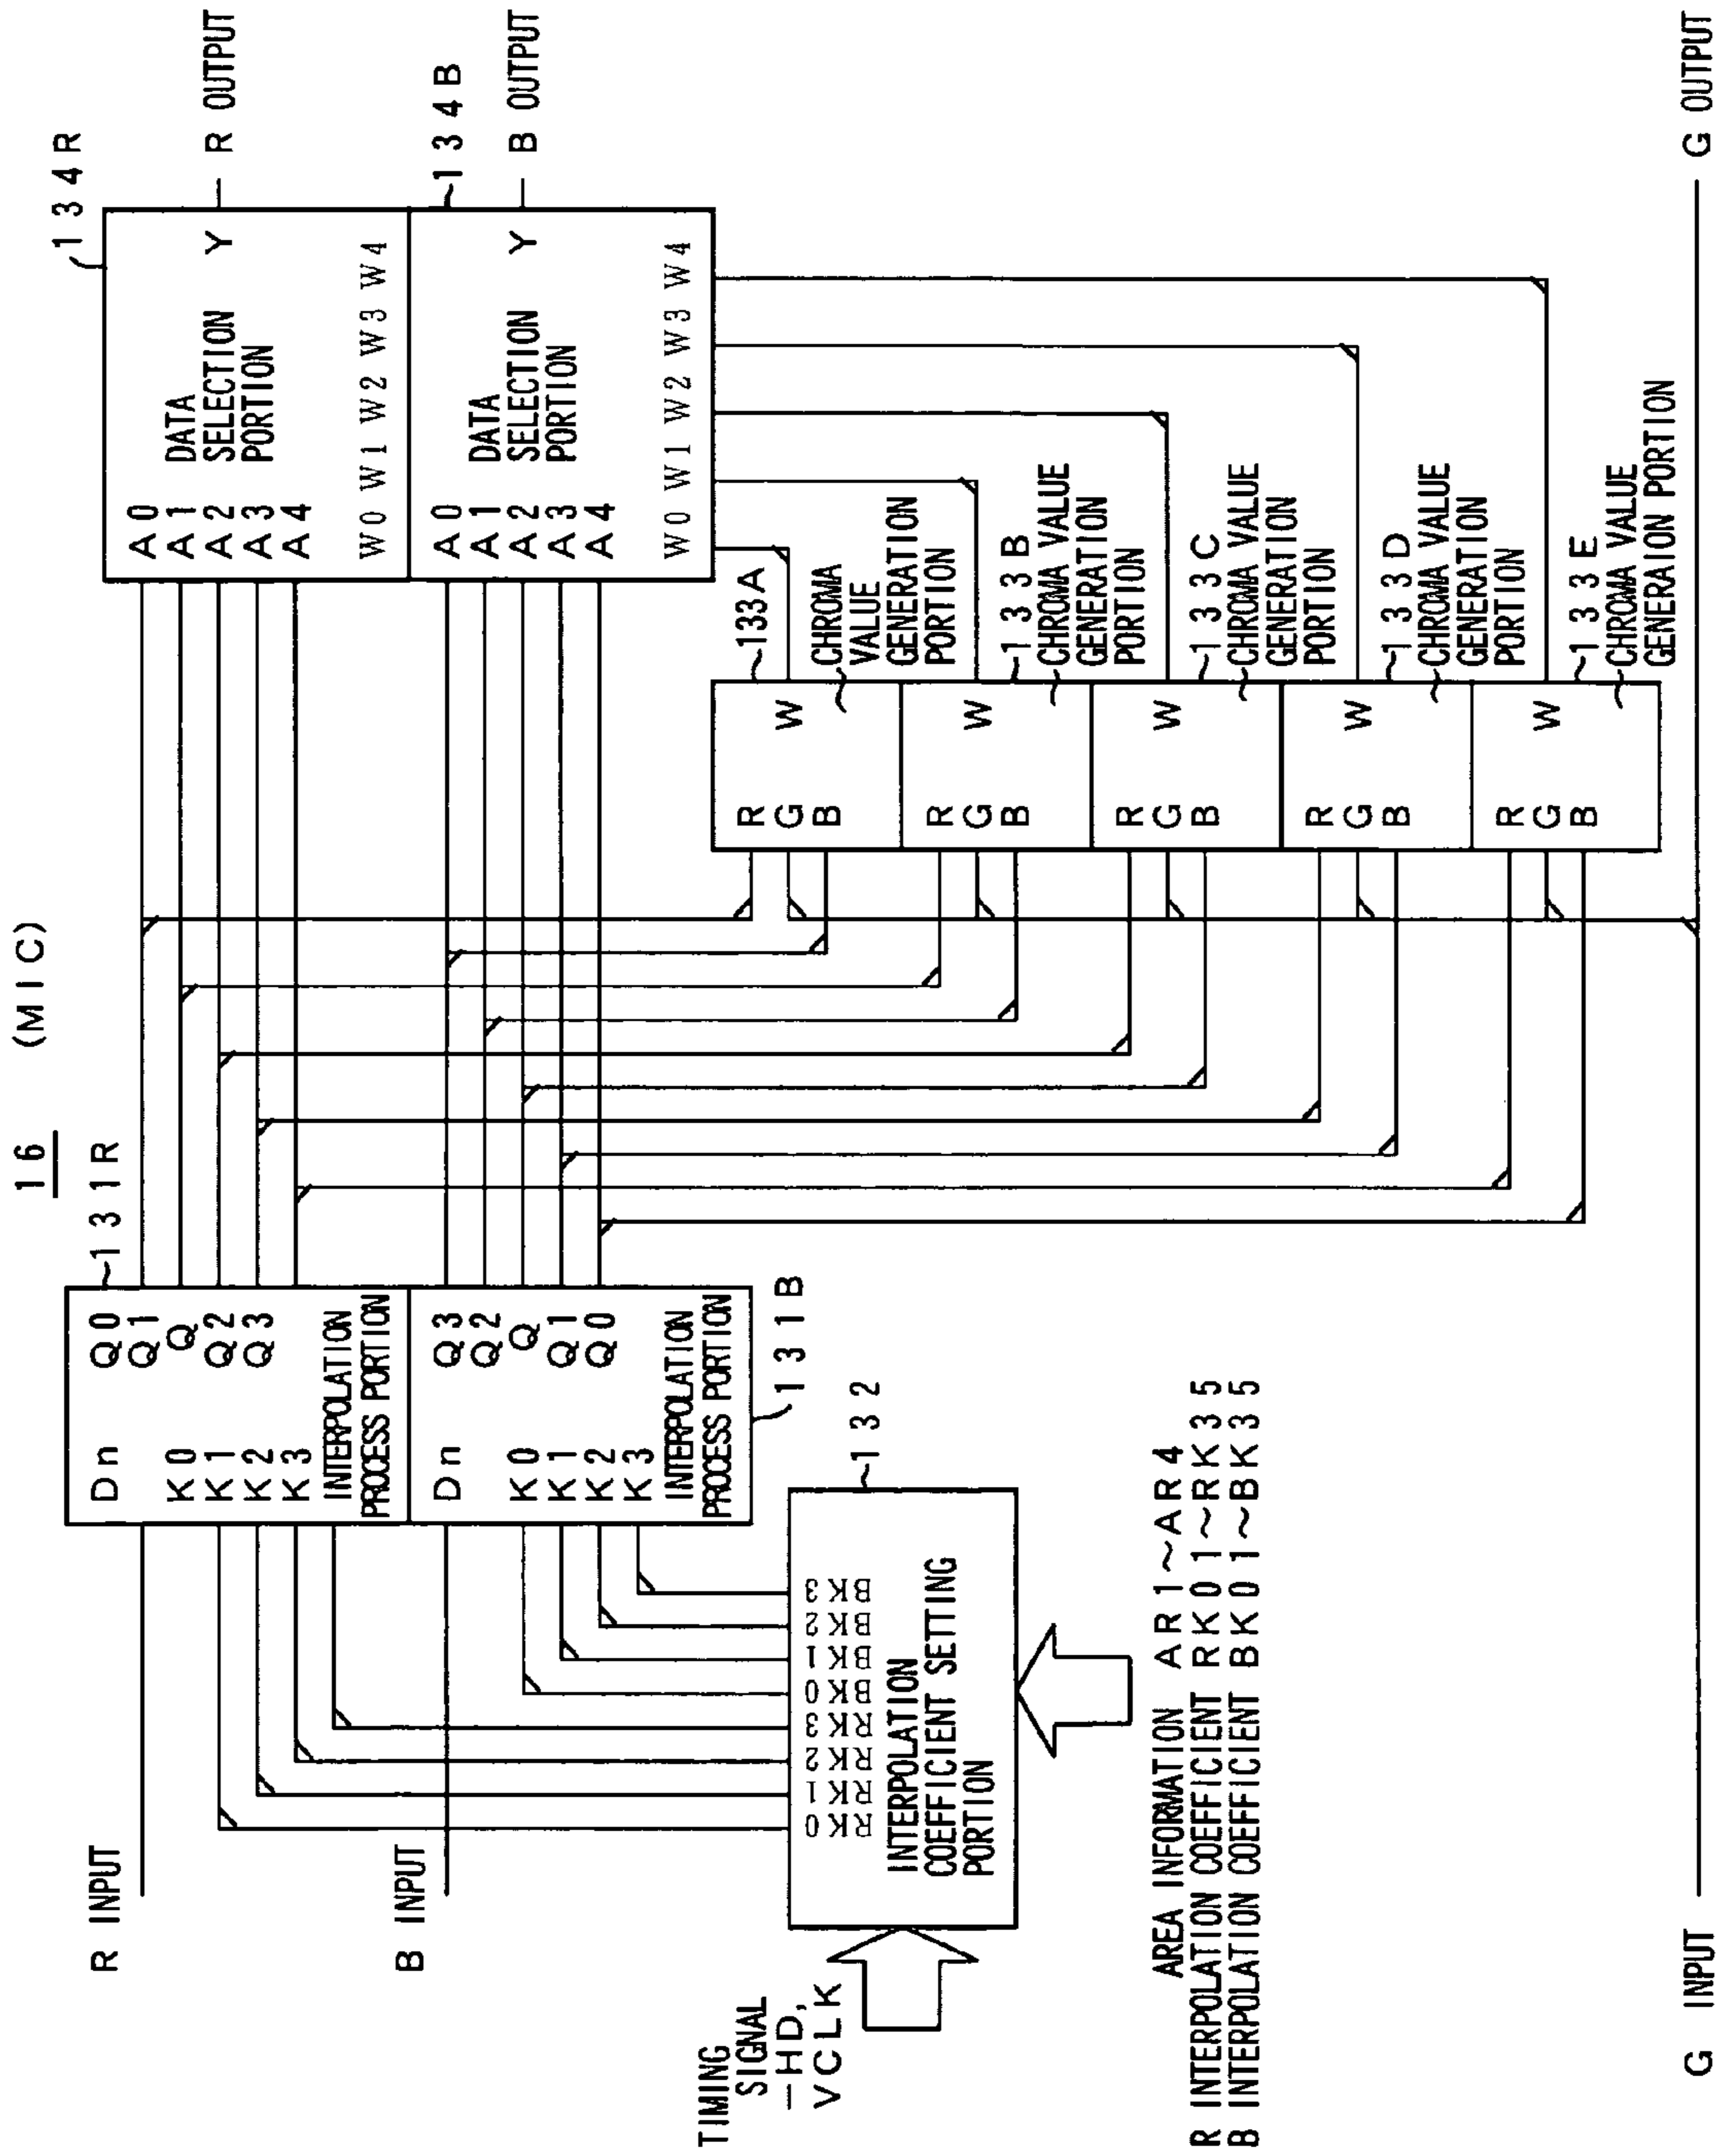 16 (MIC)
R INPUT
131R
Dn Q0
Q1
K0 Q
K1 Q2
K2 Q3
K3
INTERPOLATION
PROCESS PORTION
B INPUT
Dn Q3
Q2
K0 Q
K1 Q1
K2 Q0
K3
INTERPOLATION
PROCESS PORTION
131B
134R
A0
A1 DATA
A2 SELECTION Y
A3 PORTION
A4
W0 W1 W2 W3 W4
R OUTPUT
134B
A0
A1 DATA
A2 SELECTION Y
A3 PORTION
A4
W0 W1 W2 W3 W4
B OUTPUT
132
RK0 RK1 RK2 RK3 BK0 BK1 BK2 BK3
INTERPOLATION
COEFFICIENT SETTING
PORTION
TIMING
SIGNAL
-HD,
VCLK
AREA INFORMATION AR1~AR4
R INTERPOLATION COEFFICIENT RK01~RK35
B INTERPOLATION COEFFICIENT BK01~BK35
133A
R
G W
B
CHROMA
VALUE
GENERATION
PORTION
133B
R
G W
B
CHROMA VALUE
GENERATION
PORTION
133C
R
G W
B
CHROMA VALUE
GENERATION
PORTION
133D
R
G W
B
CHROMA VALUE
GENERATION
PORTION
133E
R
G W
B
CHROMA VALUE
GENERAION PORTION
G INPUT
G OUTPUT